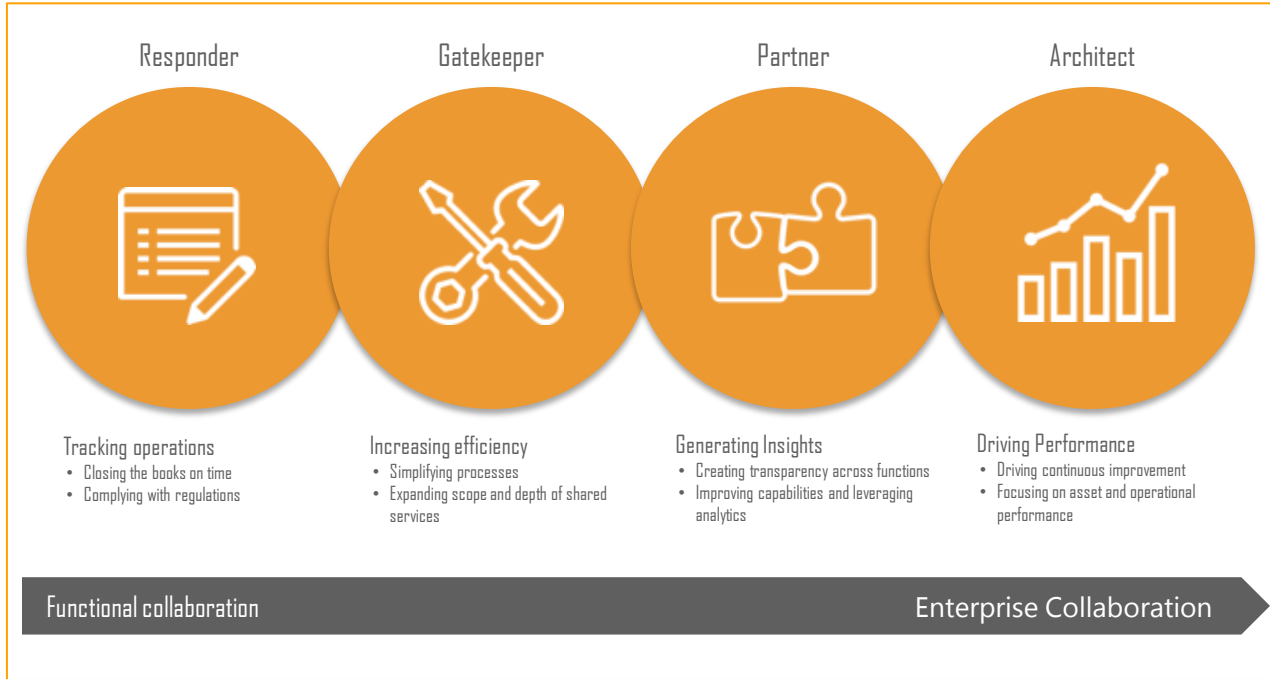 Responder
Gatekeeper
Partner
Architect
Tracking operations
• Closing the books on time
• Complying with regulations
Increasing efficiency
• Simplifying processes
• Expanding scope and depth of shared
services
Generating Insights
• Creating transparency across functions
• Improving capabilities and leveraging
analytics
Driving Performance
• Driving continuous improvement
• Focusing on asset and operational
performance
Functional collaboration
Enterprise Collaboration